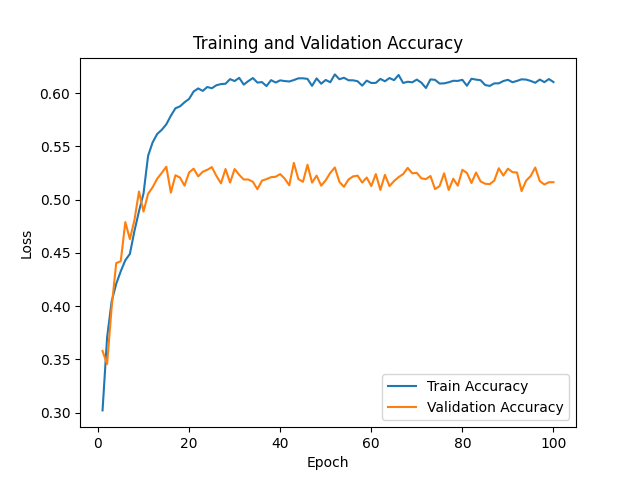 Training and Validation Accuracy
Loss
0.60
0.55
0.50
0.45
0.40
0.35
0.30
0 20 40 60 80 100
Epoch
Train Accuracy
Validation Accuracy